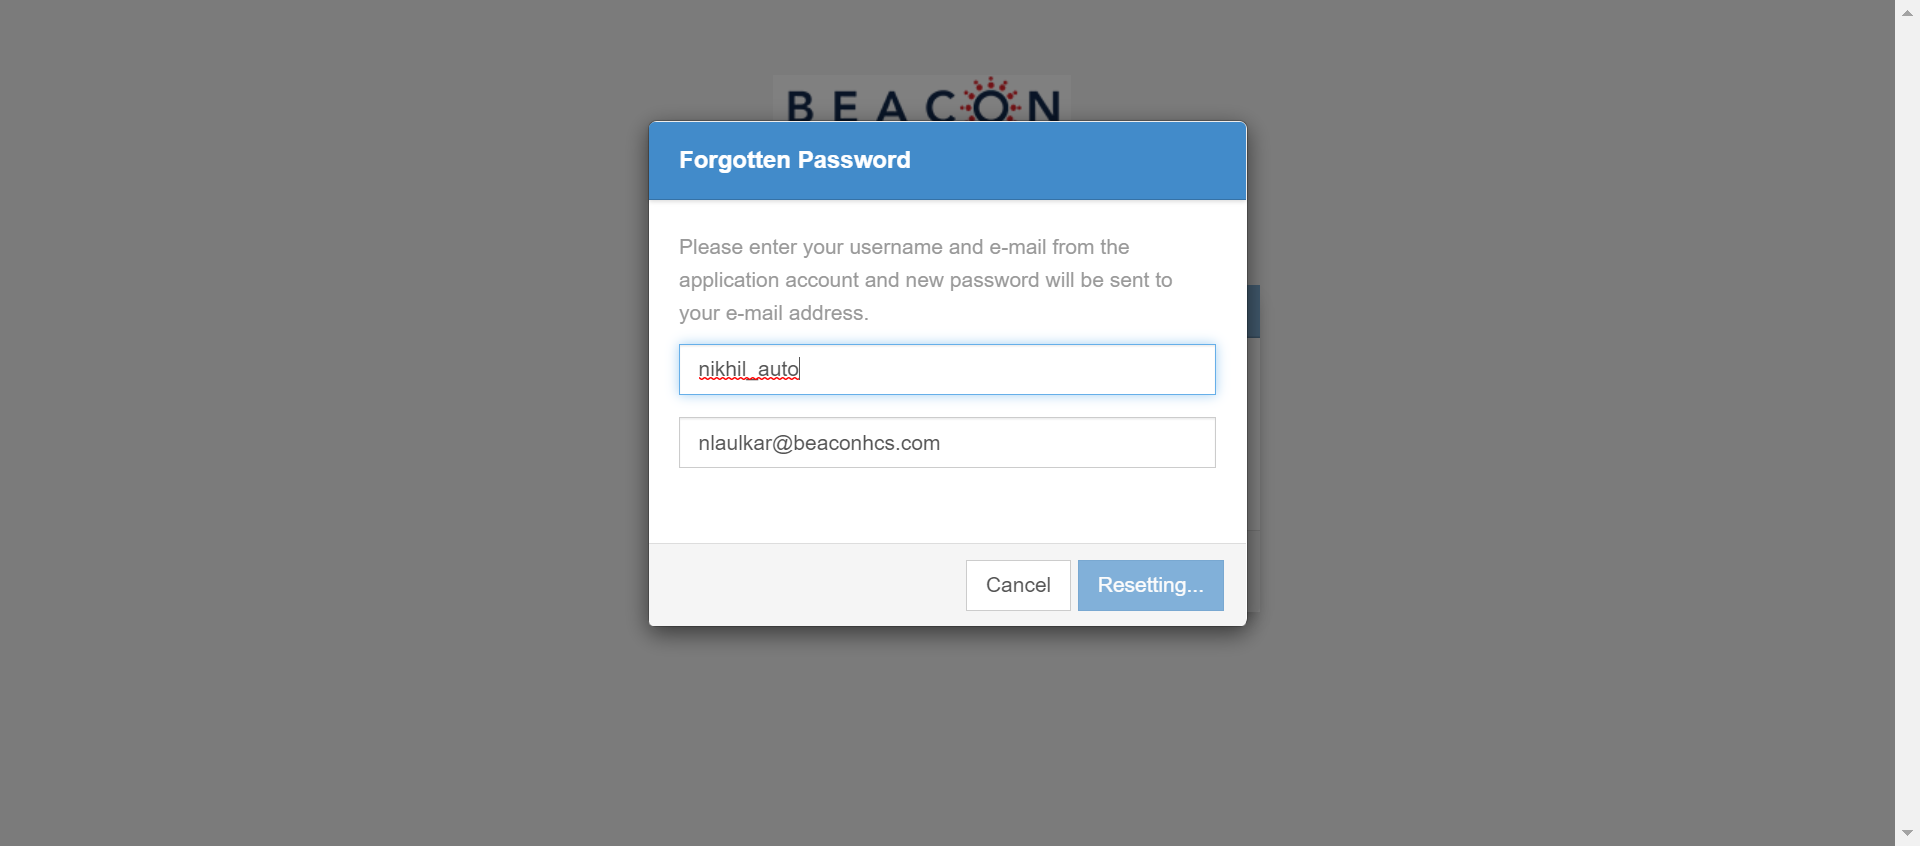 BEACON
Forgotten Password
Please enter your username and e-mail from the
application account and new password will be sent to
your e-mail address.
nikhil_auto
nlaulkar@beaconhcs.com
Cancel Resetting...